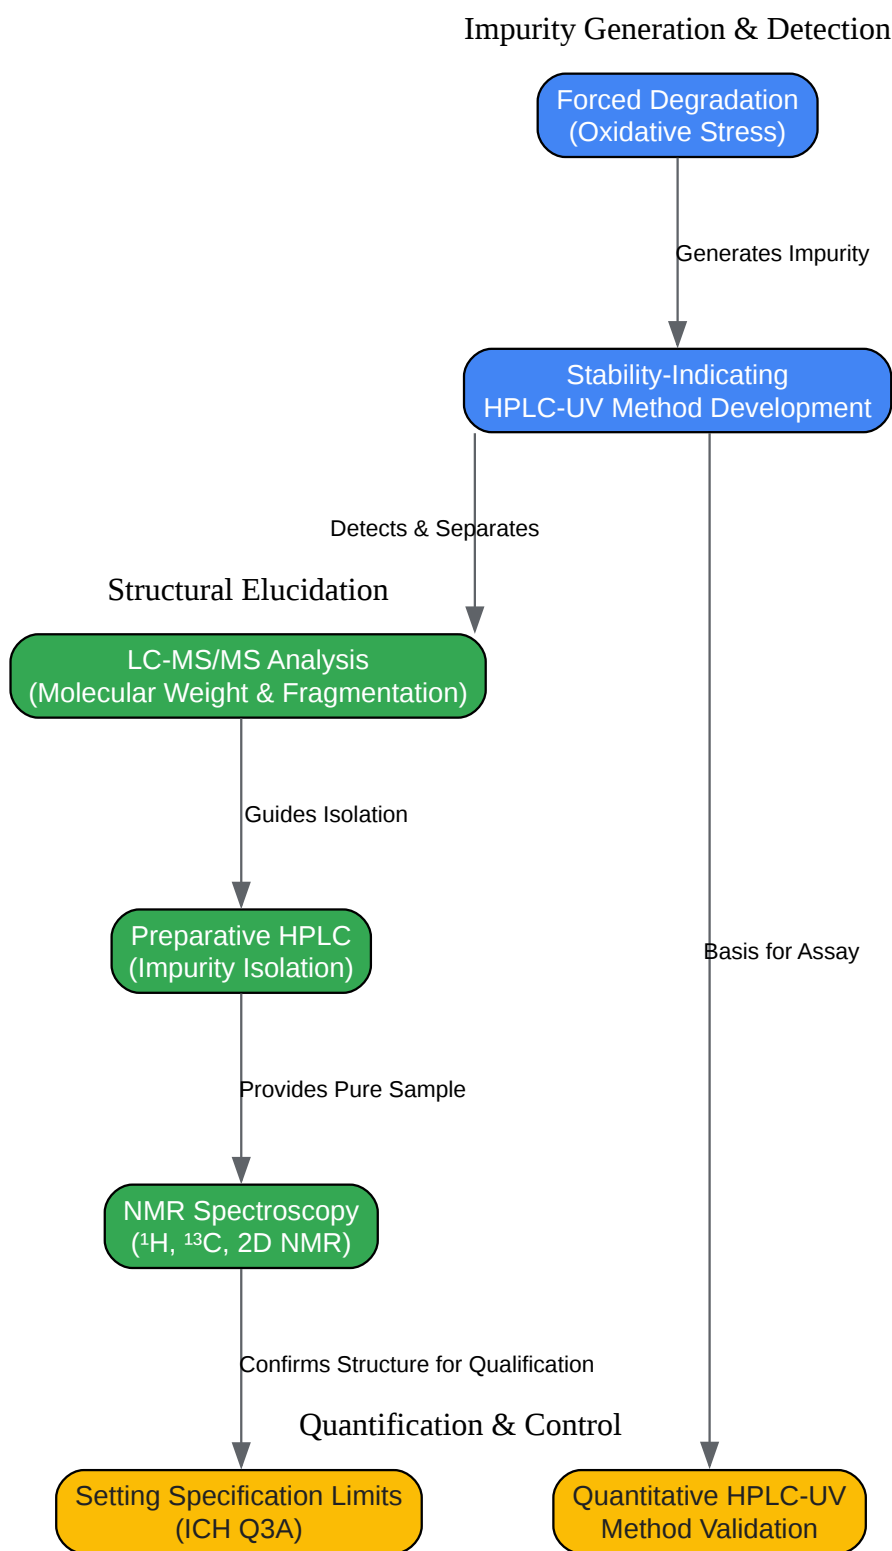 Impurity Generation & Detection
Forced Degradation
(Oxidative Stress)
Generates Impurity
Stability-Indicating
HPLC-UV Method Development
Detects & Separates
Structural Elucidation
LC-MS/MS Analysis
(Molecular Weight & Fragmentation)
Guides Isolation
Preparative HPLC
(Impurity Isolation)
Basis for Assay
Provides Pure Sample
NMR Spectroscopy
(¹H, ¹³C, 2D NMR)
Confirms Structure for Qualification
Quantification & Control
Setting Specification Limits
(ICH Q3A)
Quantitative HPLC-UV
Method Validation